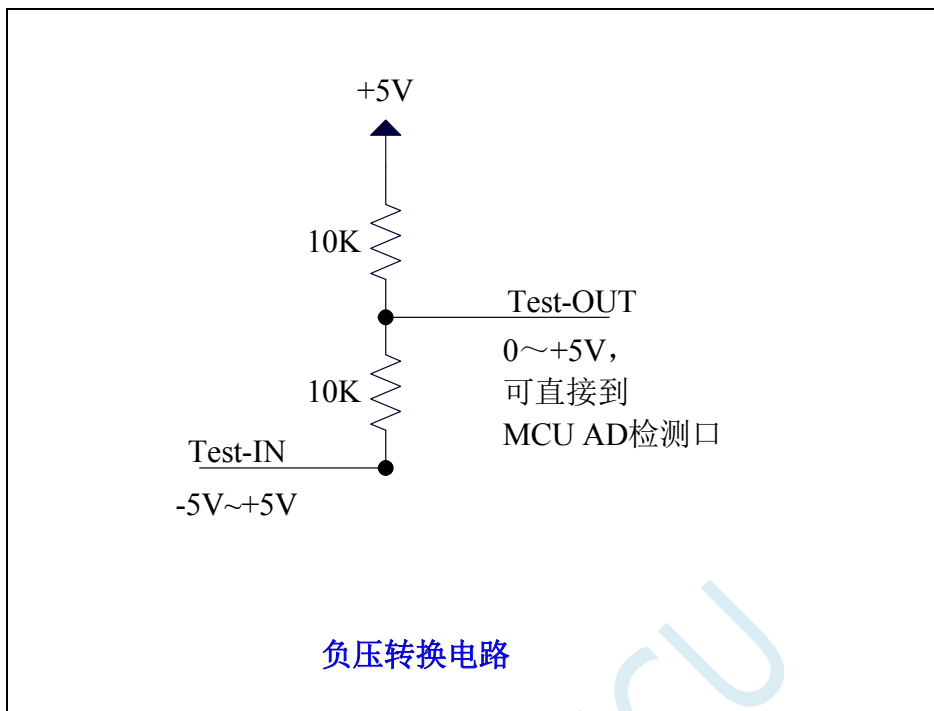 +5V
10K
Test-OUT
0～+5V，
可直接到
MCU AD检测口
10K
Test-IN
-5V~+5V
负压转换电路
CU